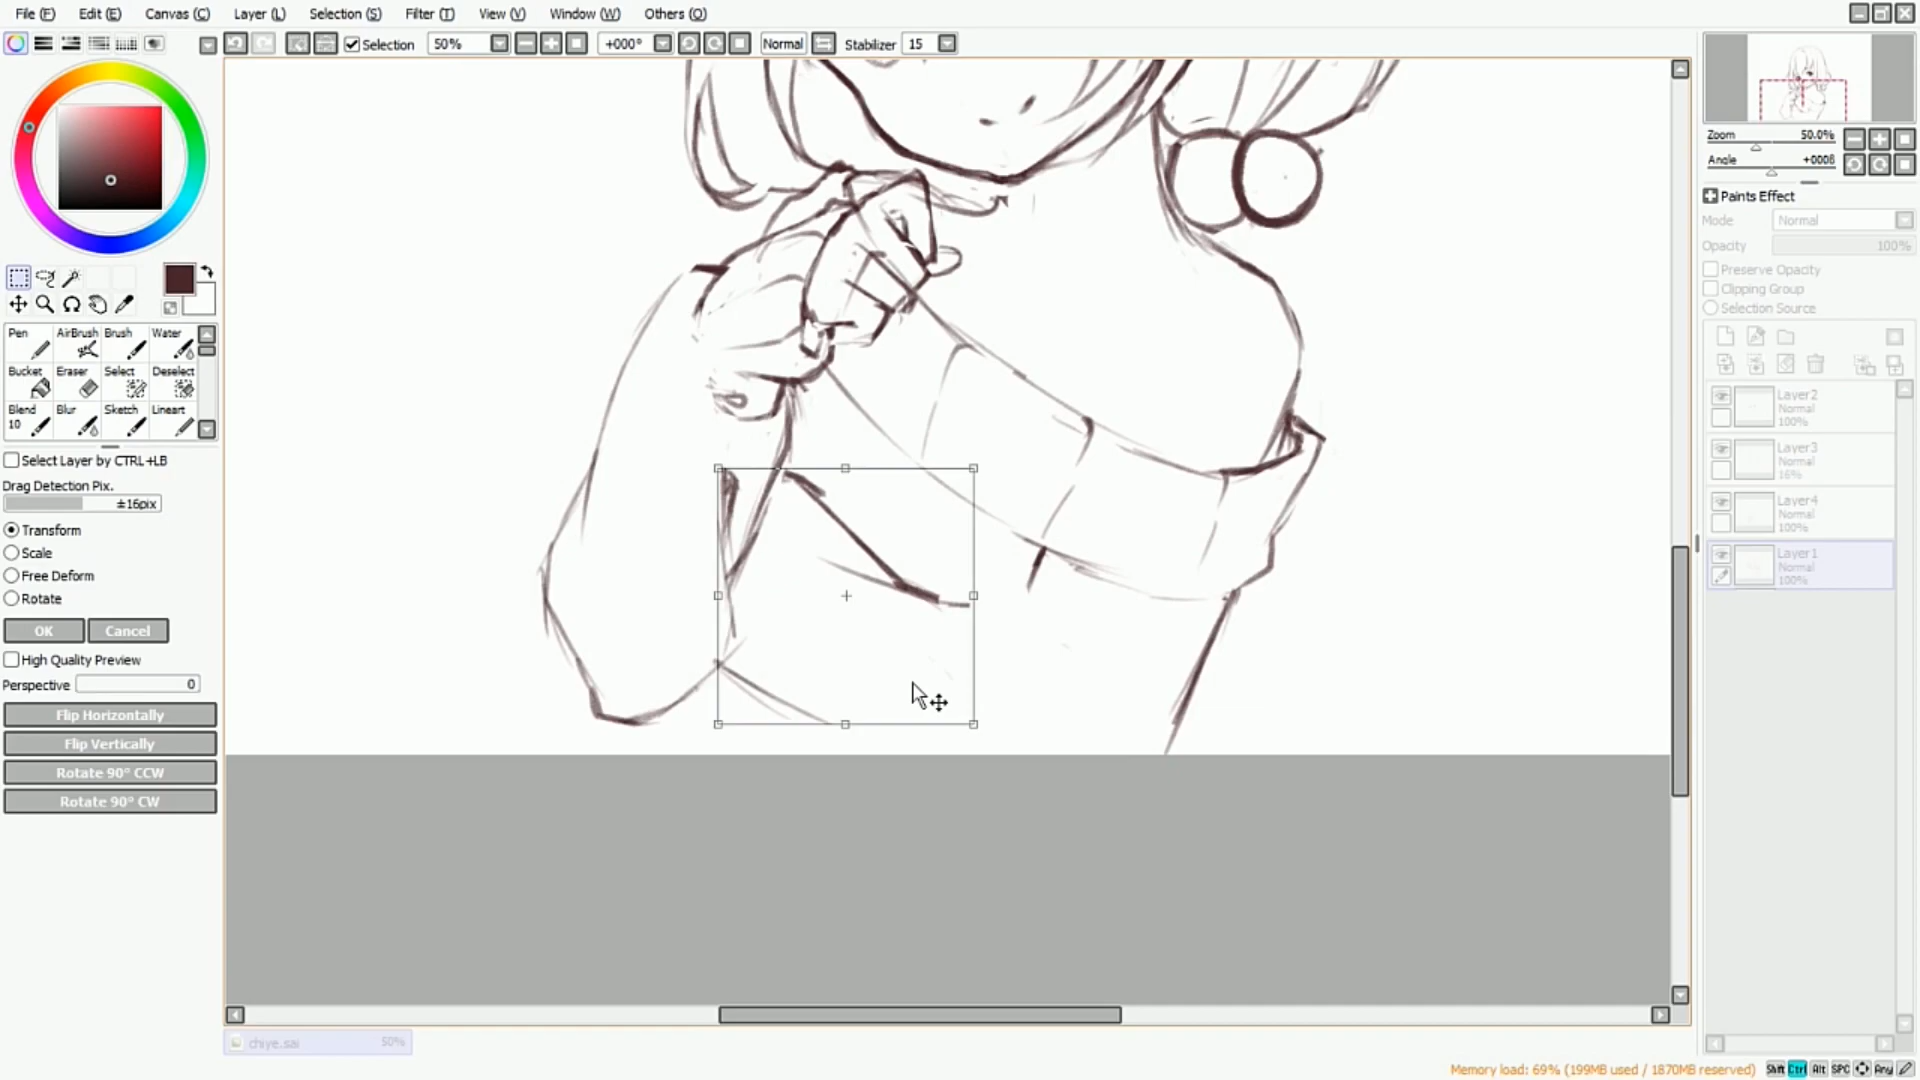 File (F) Edit (E) Canvas (C) Layer (L) Selection (S) Filter (T) View (V) Window (W) Others (O)
Selection 50% +000° Normal Stabilizer 15
Zoom 50.0%
Angle +0008
Paints Effect
Mode Normal
Opacity 100%
Preserve Opacity
Clipping Group
Selection Source
Pen AirBrush Brush Water
Bucket Eraser Select Deselect
Blend Blur Sketch Lineart
10
Select Layer by CTRL+LB
Drag Detection Pix.
±16pix
Transform
Scale
Free Deform
Rotate
OK Cancel
High Quality Preview
Perspective 0
Flip Horizontally
Flip Vertically
Rotate 90° CCW
Rotate 90° CW
Layer2
Normal
100%
Layer3
Normal
16%
Layer4
Normal
100%
Layer1
Normal
100%
chiye.sai 50%
Memory load: 69% (199MB used / 1870MB reserved) Shft Ctrl Alt SPC Any